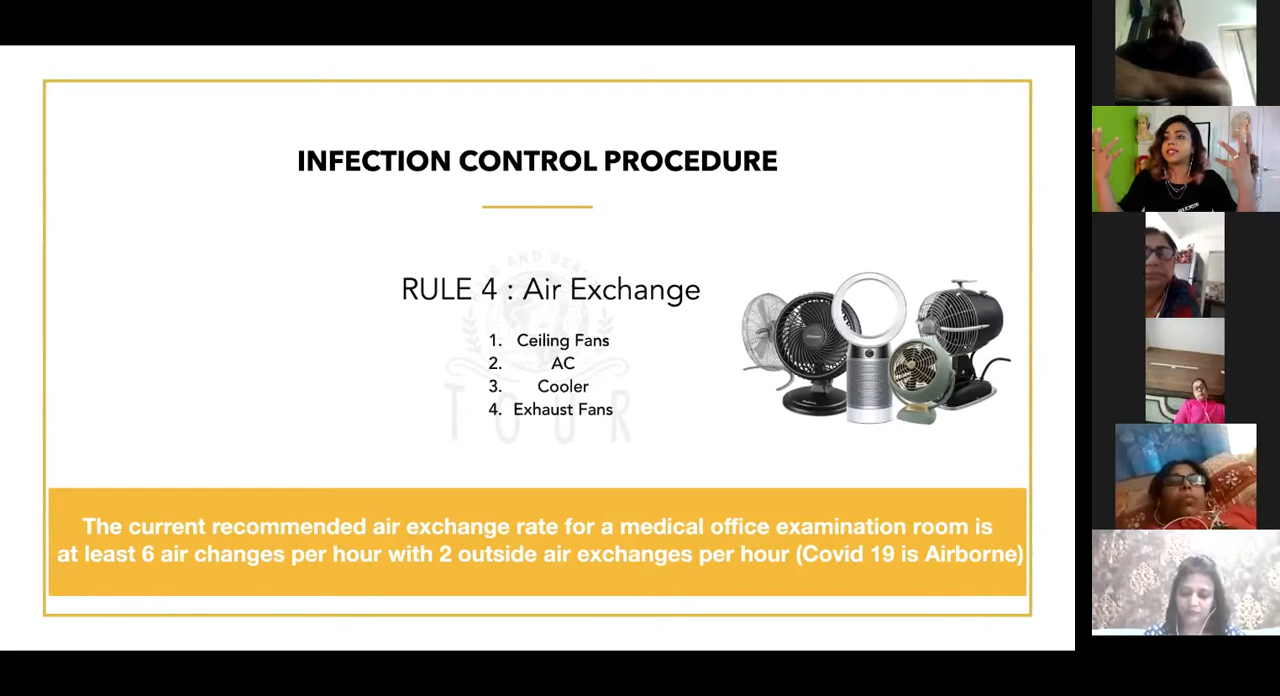 INFECTION CONTROL PROCEDURE
RULE 4 : Air Exchange
1. Ceiling Fans
2. AC
3. Cooler
4. Exhaust Fans
TOUR
The current recommended air exchange rate for a medical office examination room is
at least 6 air changes per hour with 2 outside air exchanges per hour (Covid 19 is Airborne)